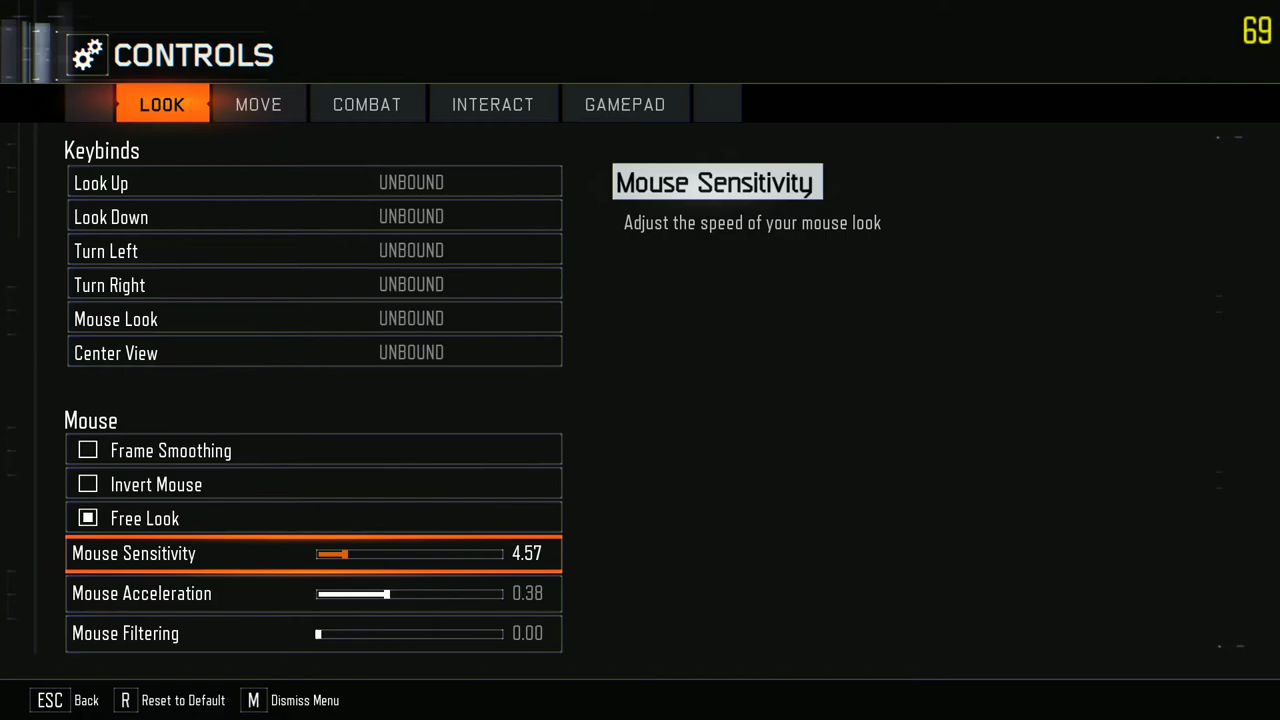 69
CONTROLS
LOOK MOVE COMBAT INTERACT GAMEPAD
Keybinds
Look Up UNBOUND
Look Down UNBOUND
Turn Left UNBOUND
Turn Right UNBOUND
Mouse Look UNBOUND
Center View UNBOUND
Mouse
Frame Smoothing
Invert Mouse
Free Look
Mouse Sensitivity 4.57
Mouse Acceleration 0.38
Mouse Filtering 0.00
Mouse Sensitivity
Adjust the speed of your mouse look
ESC Back R Reset to Default M Dismiss Menu